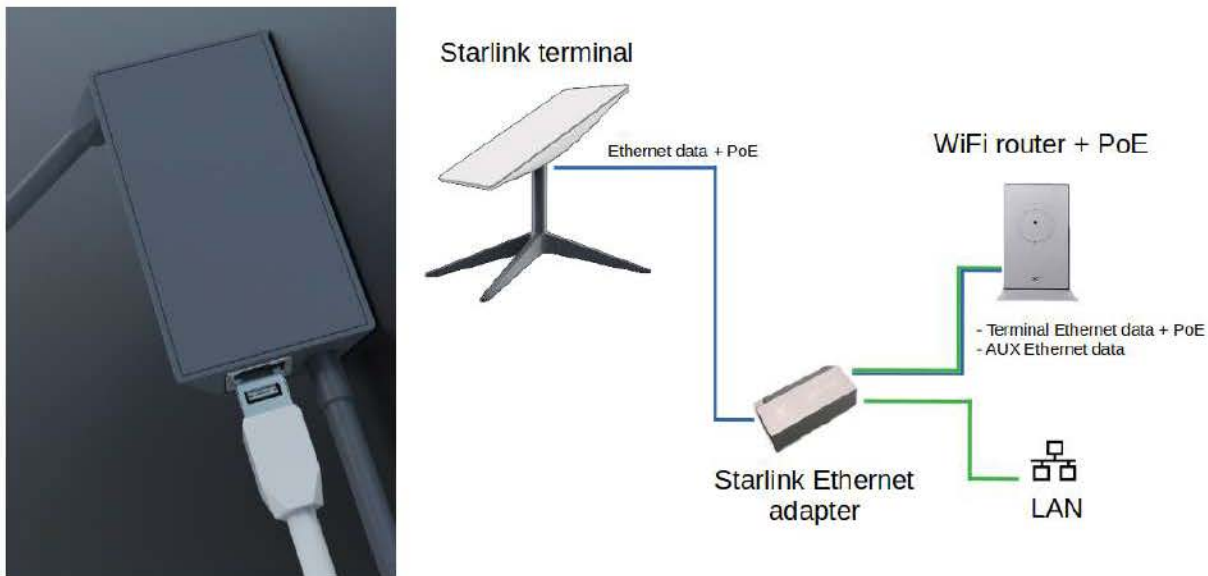 Starlink terminal
Ethernet data + PoE
WiFi router + PoE
- Terminal Ethernet data + PoE
- AUX Ethernet data
Starlink Ethernet
adapter
LAN